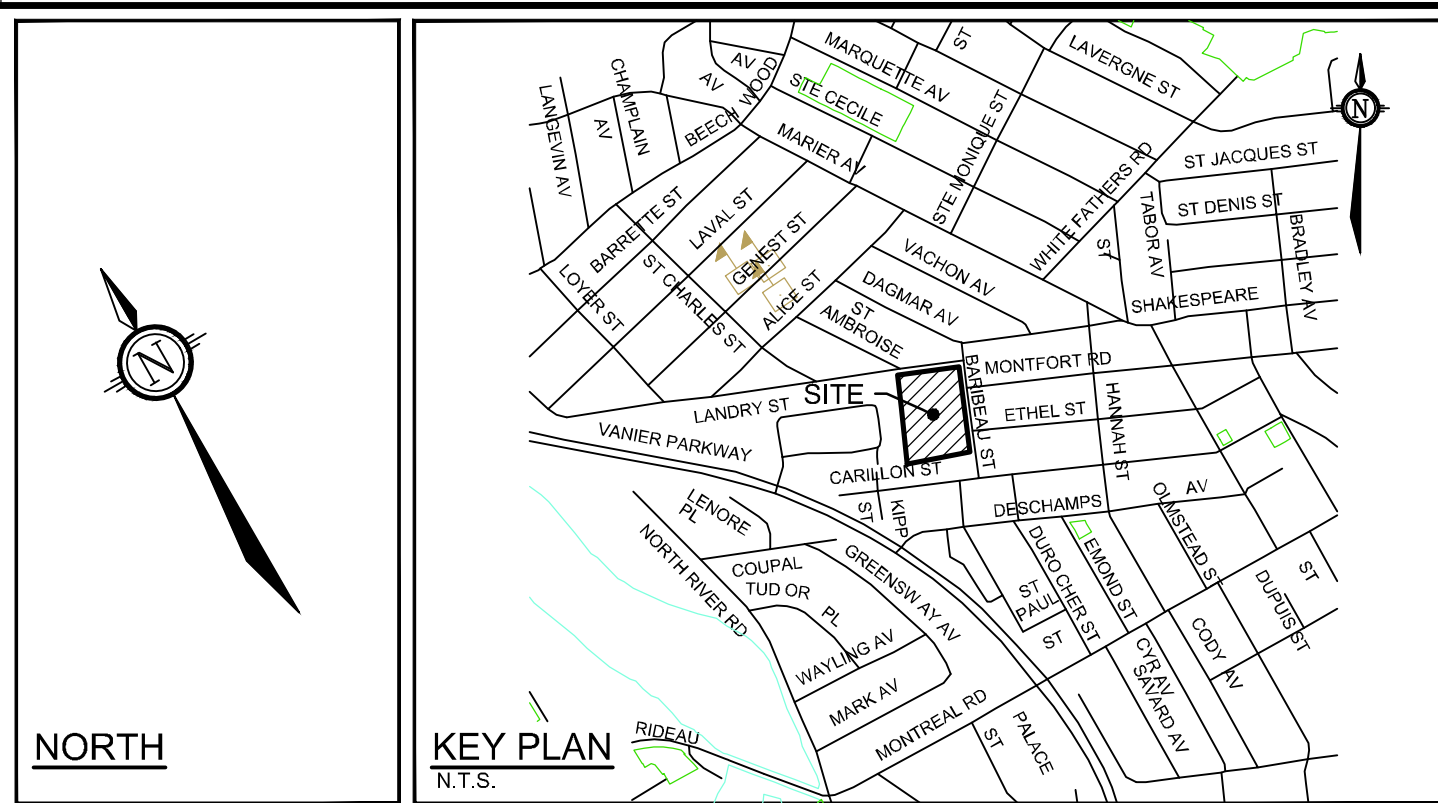 N
NORTH
MARQUETTE AV
ST
LAVERGNE ST
AV
AV
BEECHWOOD
STE CECILE
CHAMPLAIN
AV
LANGEVIN AV
MARIER AV
STE MONIQUE ST
WHITE FATHERS RD
N
ST JACQUES ST
ST DENIS ST
TABOR AV
ST
BRADLEY AV
SHAKESPEARE
BARRETTE ST
LAVAL ST
GENEST ST
ALICE ST
LOYER ST
ST CHARLES ST
VACHON AV
DAGMAR AV
ST
AMBROISE
MONTFORT RD
BARIBEAU ST
SITE
ETHEL ST
HANNAH ST
LANDRY ST
VANIER PARKWAY
CARILLON ST
DESCHAMPS
AV
OLMSTEAD ST
ST
KIPP
LENORE
PL
NORTH RIVER RD
COUPAL
TUD OR
PL
GREENSW AY AV
WAYLING AV
MARK AV
MONTREAL RD
ST
PAUL
ST
DURO CHER ST
EMOND ST
CYR AV
SAVARD AV
CODY AV
DUPUIS ST
ST
ST
PALACE
RIDEAU
KEY PLAN
N.T.S.